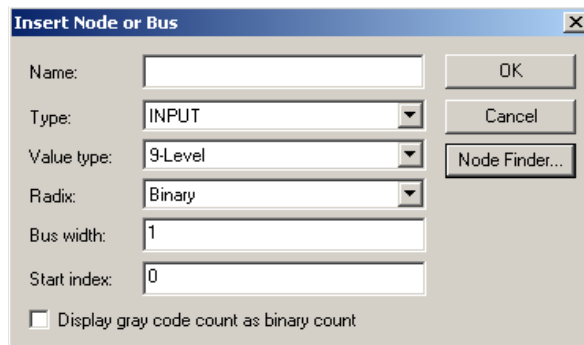 Insert Node or Bus
Name:
OK
Type:
INPUT
Cancel
Value type:
9-Level
Node Finder...
Radix:
Binary
Bus width:
1
Start index:
0
Display gray code count as binary count